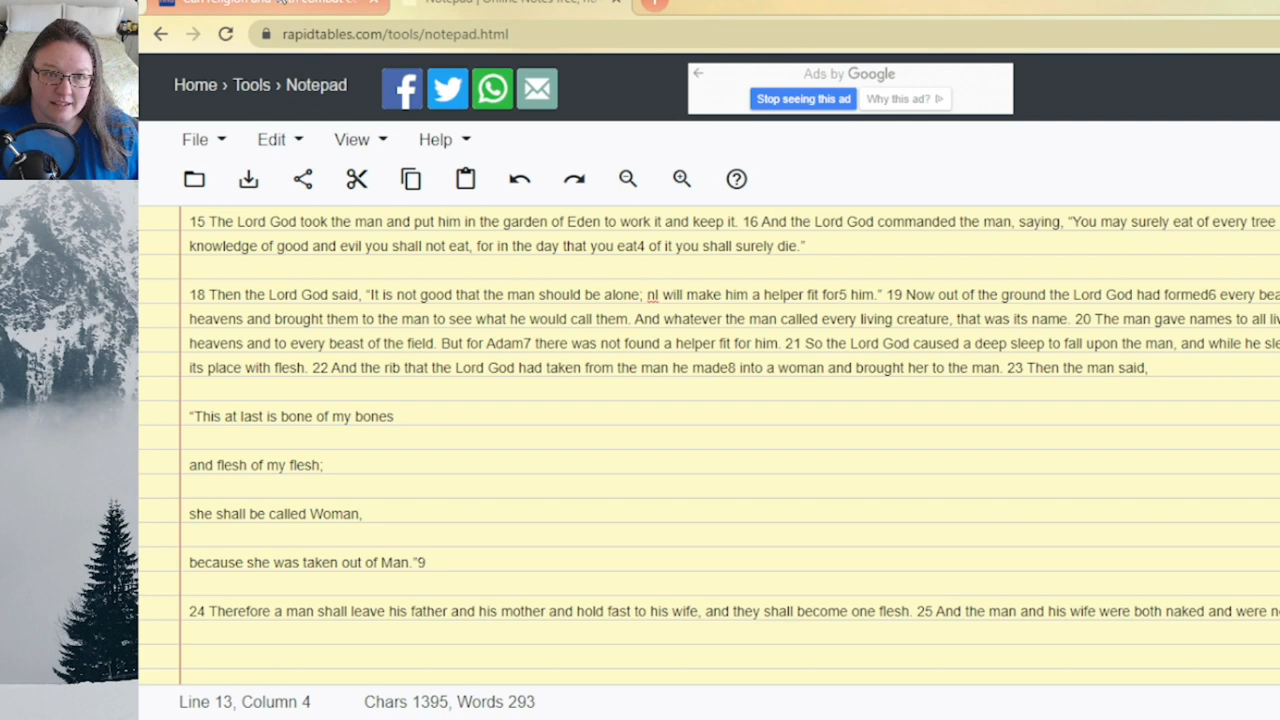 Can religion and faith combat e
Notepad | Online Notes free, n
rapidtables.com/tools/notepad.html
Home › Tools › Notepad
Ads by Google
Stop seeing this ad
Why this ad?
File Edit View Help
15 The Lord God took the man and put him in the garden of Eden to work it and keep it. 16 And the Lord God commanded the man, saying, “You may surely eat of every tree
knowledge of good and evil you shall not eat, for in the day that you eat4 of it you shall surely die.”
18 Then the Lord God said, “It is not good that the man should be alone; nI will make him a helper fit for5 him.” 19 Now out of the ground the Lord God had formed6 every bea
heavens and brought them to the man to see what he would call them. And whatever the man called every living creature, that was its name. 20 The man gave names to all li
heavens and to every beast of the field. But for Adam7 there was not found a helper fit for him. 21 So the Lord God caused a deep sleep to fall upon the man, and while he sle
its place with flesh. 22 And the rib that the Lord God had taken from the man he made8 into a woman and brought her to the man. 23 Then the man said,
“This at last is bone of my bones
and flesh of my flesh;
she shall be called Woman,
because she was taken out of Man.”9
24 Therefore a man shall leave his father and his mother and hold fast to his wife, and they shall become one flesh. 25 And the man and his wife were both naked and were n
Line 13, Column 4
Chars 1395, Words 293